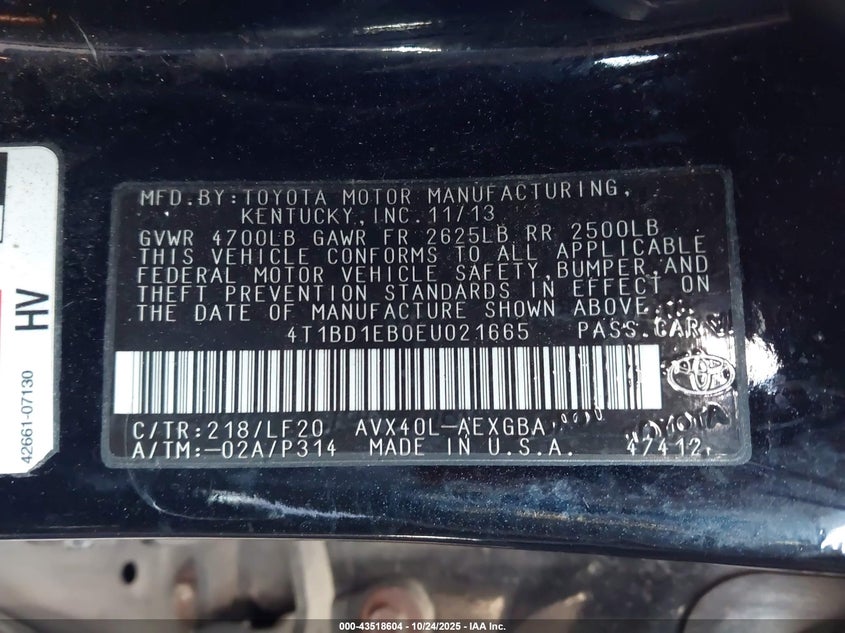 MFD.BY:TOYOTA MOTOR MANUFACTURING,
KENTUCKY,INC.11/13
GVWR 4700LB GAWR FR 2625LB RR 2500LB
THIS VEHICLE CONFORMS TO ALL APPLICABLE
FEDERAL MOTOR VEHICLE SAFETY,BUMPER,AND
THEFT PREVENTION STANDARDS IN EFFECT ON
THE DATE OF MANUFACTURE SHOWN ABOVE.
4T1BD1EB0EU021665 PASS.CAR
C/TR:218/LF20 AVX40L-AEXGBA
TOYOTA
A/TM:-02A/P314 MADE IN U.S.A. 47412
HV
42661-07130
000-43518604 - 10/24/2025 - IAA Inc.